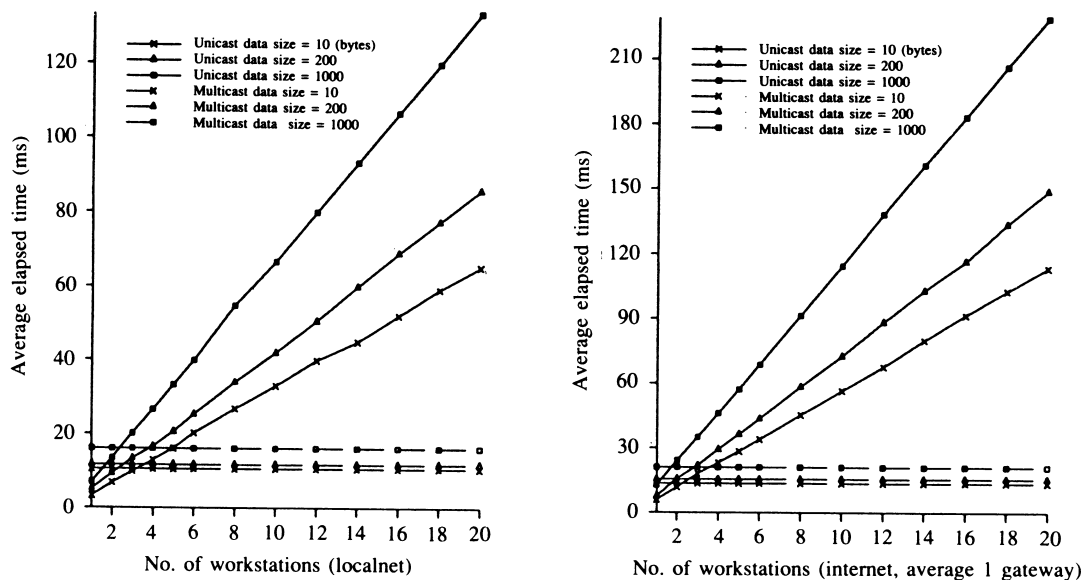 120
100
80
60
40
20
0
Average elapsed time (ms)
Unicast data size = 10 (bytes)
Unicast data size = 200
Unicast data size = 1000
Multicast data size = 10
Multicast data size = 200
Multicast data size = 1000
2 4 6 8 10 12 14 16 18 20
No. of workstations (localnet)
210
180
150
120
90
60
30
0
Average elapsed time (ms)
Unicast data size = 10 (bytes)
Unicast data size = 200
Unicast data size = 1000
Multicast data size = 10
Multicast data size = 200
Multicast data size = 1000
2 4 6 8 10 12 14 16 18 20
No. of workstations (internet, average 1 gateway)